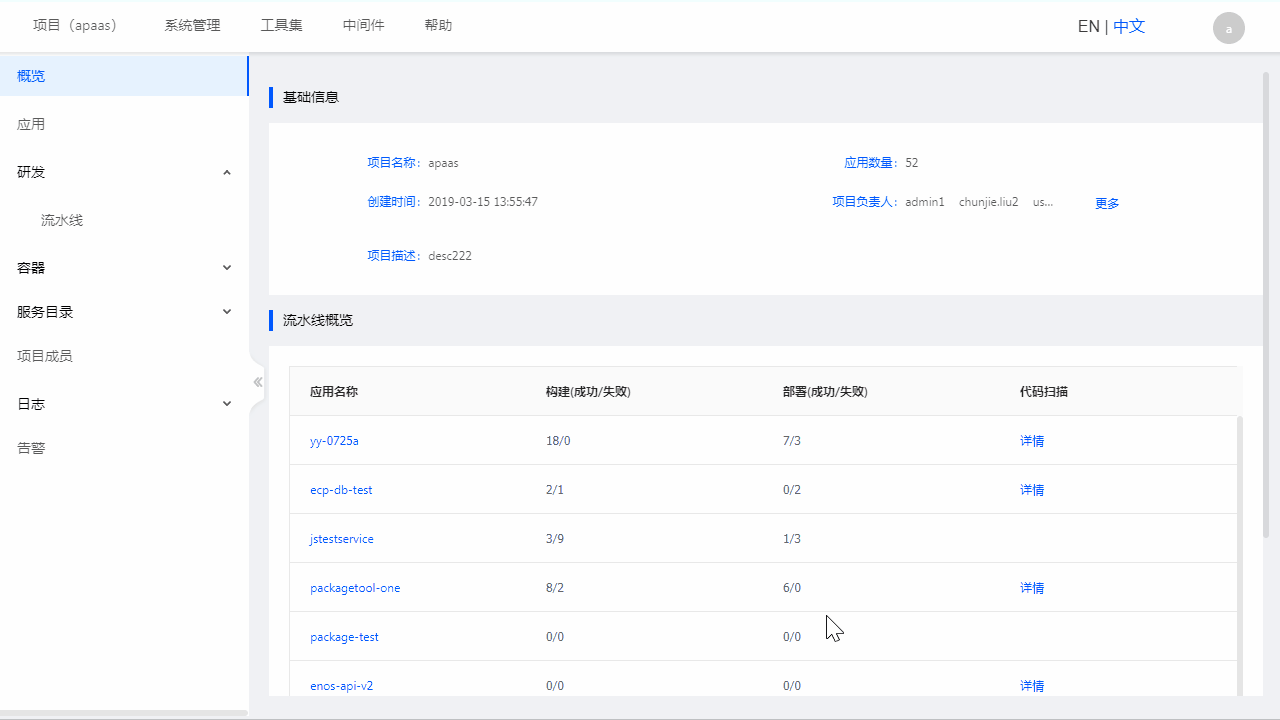 项目（apaas） 系统管理 工具集 中间件 帮助 EN | 中文 a
概览
应用
研发
流水线
容器
服务目录
项目成员
日志
告警
基础信息
项目名称： apaas 应用数量： 52
创建时间： 2019-03-15 13:55:47 项目负责人： admin1 chunjie.liu2 us... 更多
项目描述： desc222
流水线概览
应用名称 构建(成功/失败) 部署(成功/失败) 代码扫描
yy-0725a 18/0 7/3 详情
ecp-db-test 2/1 0/2 详情
jstestservice 3/9 1/3
packagetool-one 8/2 6/0 详情
package-test 0/0 0/0
enos-api-v2 0/0 0/0 详情